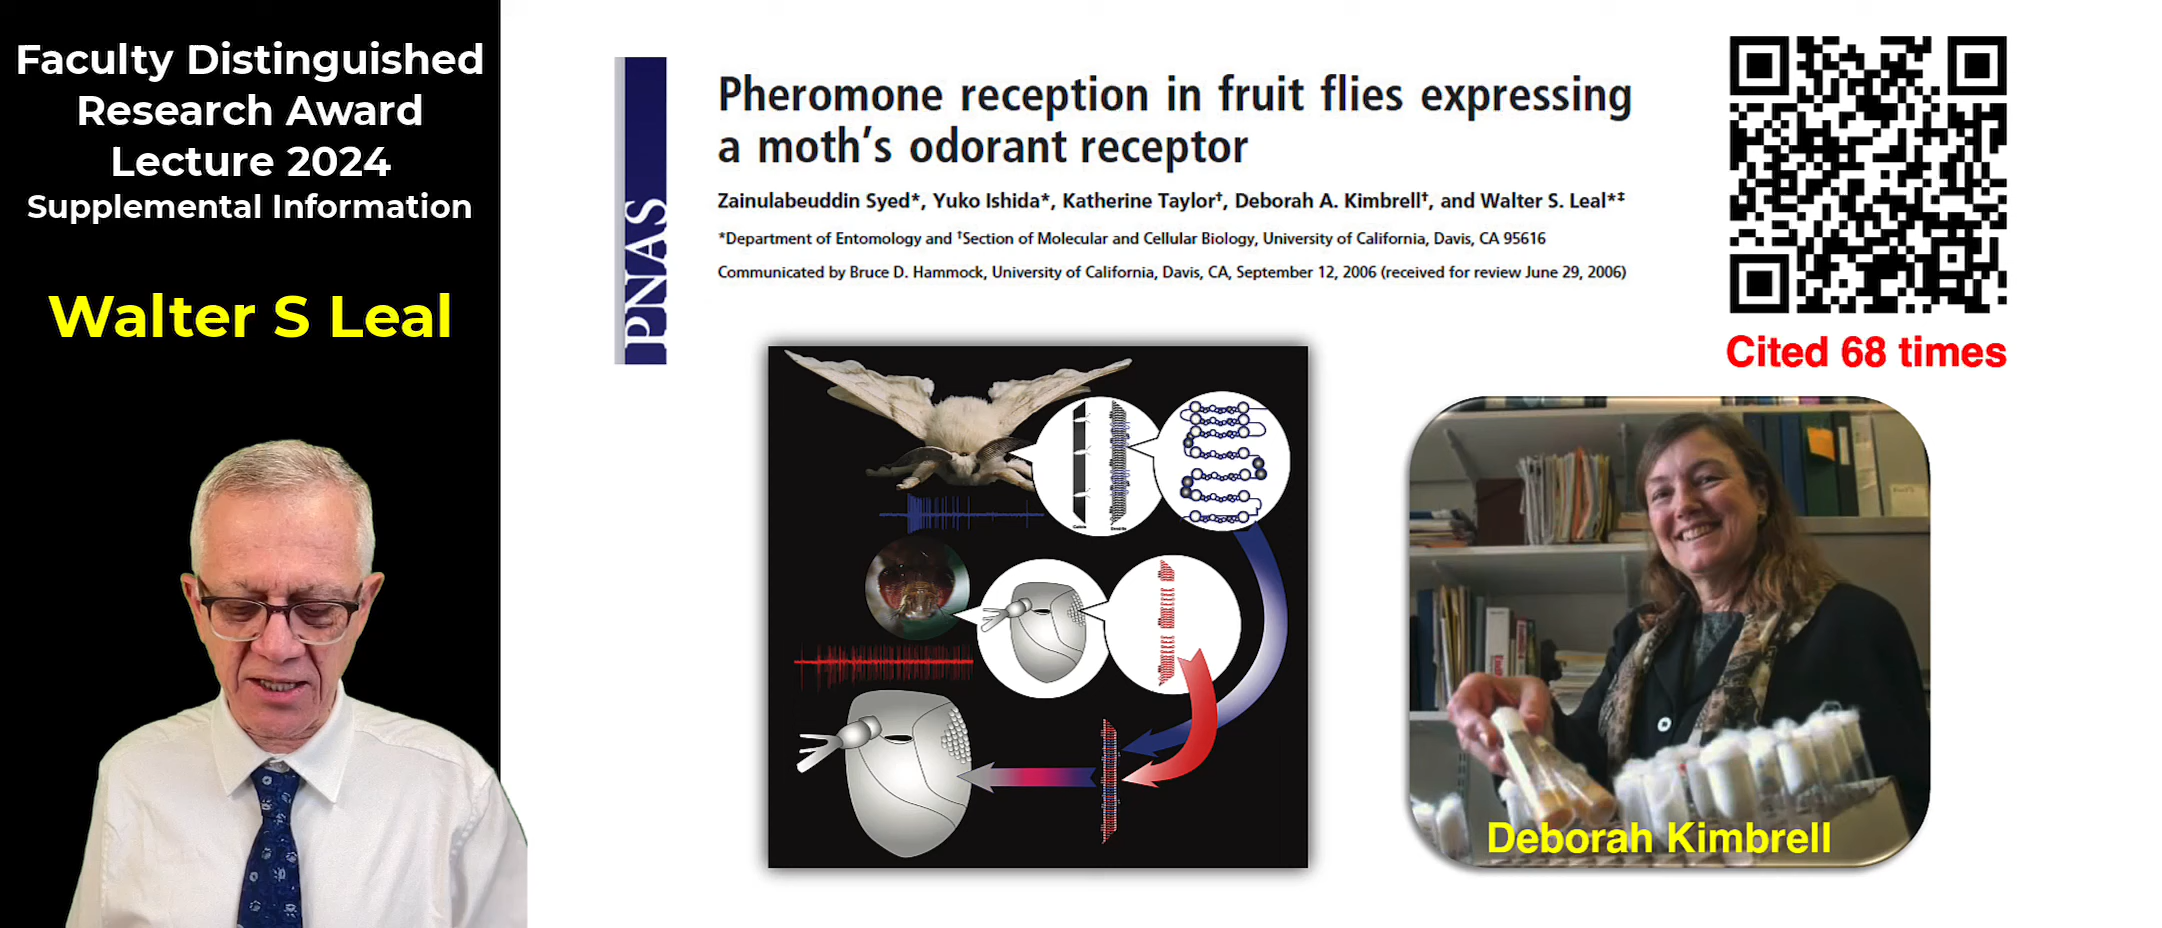 Faculty Distinguished
Research Award
Lecture 2024
Supplemental Information
Walter S Leal
PNAS
Pheromone reception in fruit flies expressing
a moth's odorant receptor
Zainulabeuddin Syed*, Yuko Ishida*, Katherine Taylor†, Deborah A. Kimbrell†, and Walter S. Leal*‡
*Department of Entomology and †Section of Molecular and Cellular Biology, University of California, Davis, CA 95616
Communicated by Bruce D. Hammock, University of California, Davis, CA, September 12, 2006 (received for review June 29, 2006)
Cited 68 times
Deborah Kimbrell